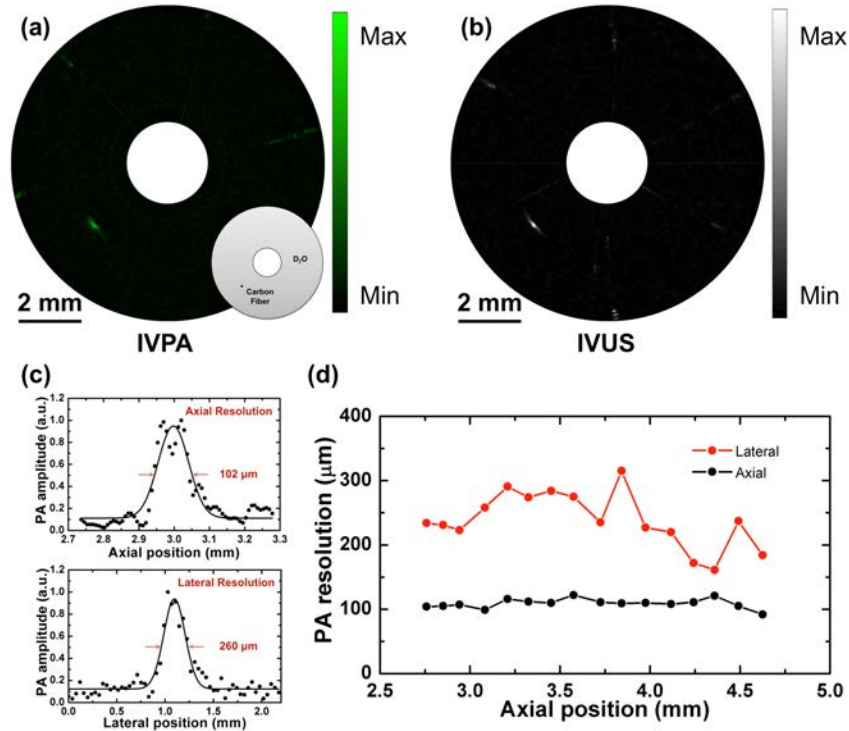 (a)
Max
D₂O
Carbon
Fiber
Min
2 mm
IVPA
(b)
Max
Min
2 mm
IVUS
(c)
PA amplitude (a.u.)
1.2
1.0
0.8
0.6
0.4
0.2
0.0
Axial Resolution
102 μm
2.7 2.8 2.9 3.0 3.1 3.2 3.3
Axial position (mm)
PA amplitude (a.u.)
1.2
1.0
0.8
0.6
0.4
0.2
0.0
Lateral Resolution
260 μm
0.0 0.5 1.0 1.5 2.0
Lateral position (mm)
(d)
PA resolution (μm)
400
300
200
100
0
Lateral
Axial
2.5 3.0 3.5 4.0 4.5 5.0
Axial position (mm)